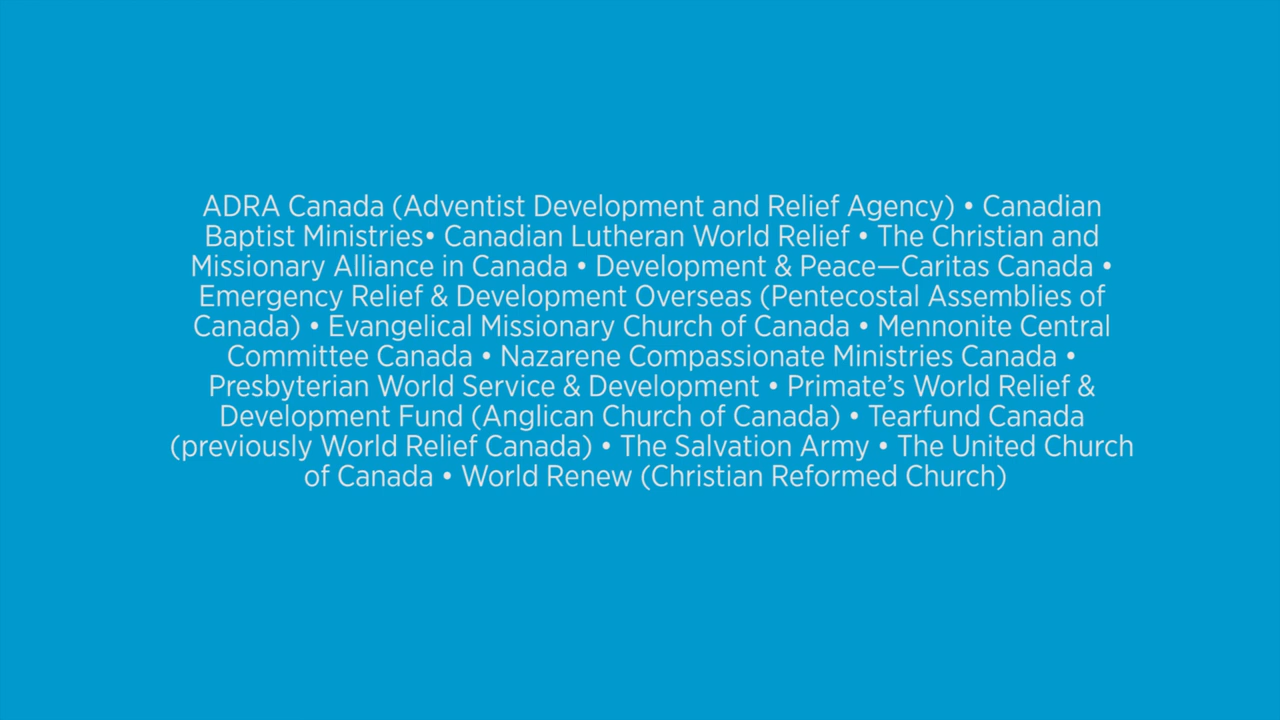 ADRA Canada (Adventist Development and Relief Agency) • Canadian
Baptist Ministries• Canadian Lutheran World Relief • The Christian and
Missionary Alliance in Canada • Development & Peace—Caritas Canada •
Emergency Relief & Development Overseas (Pentecostal Assemblies of
Canada) • Evangelical Missionary Church of Canada • Mennonite Central
Committee Canada • Nazarene Compassionate Ministries Canada •
Presbyterian World Service & Development • Primate’s World Relief &
Development Fund (Anglican Church of Canada) • Tearfund Canada
(previously World Relief Canada) • The Salvation Army • The United Church
of Canada • World Renew (Christian Reformed Church)